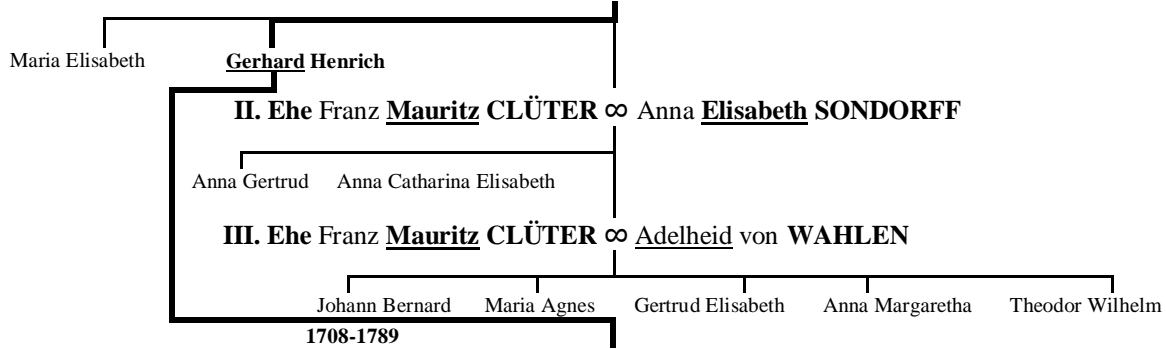 Maria Elisabeth Gerhard Henrich
II. Ehe Franz Mauritz CLÜTER ∞ Anna Elisabeth SONDORFF
Anna Gertrud Anna Catharina Elisabeth
III. Ehe Franz Mauritz CLÜTER ∞ Adelheid von WAHLEN
Johann Bernard Maria Agnes Gertrud Elisabeth Anna Margaretha Theodor Wilhelm
1708-1789